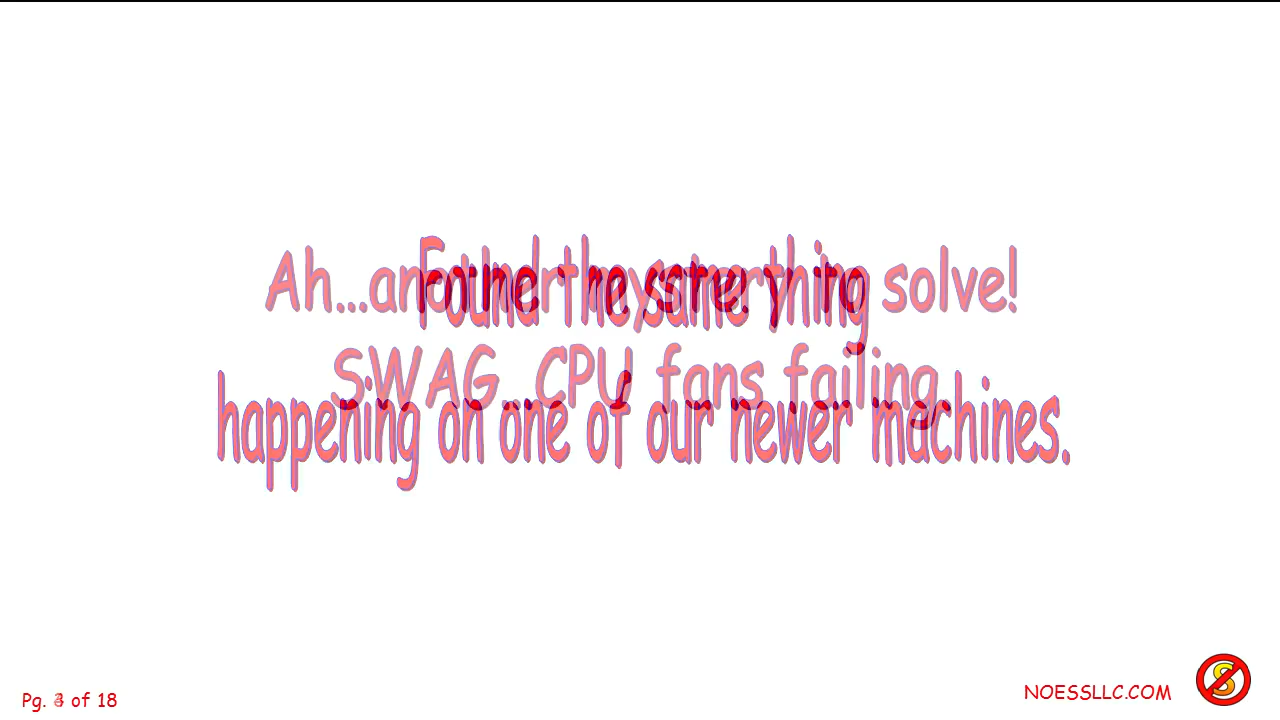 Ah...another mystery to solve!
SWAG. CPU fans failing
Found the same thing
happening on one of our newer machines.
Pg. of 18
NOESSLLC.COM
S